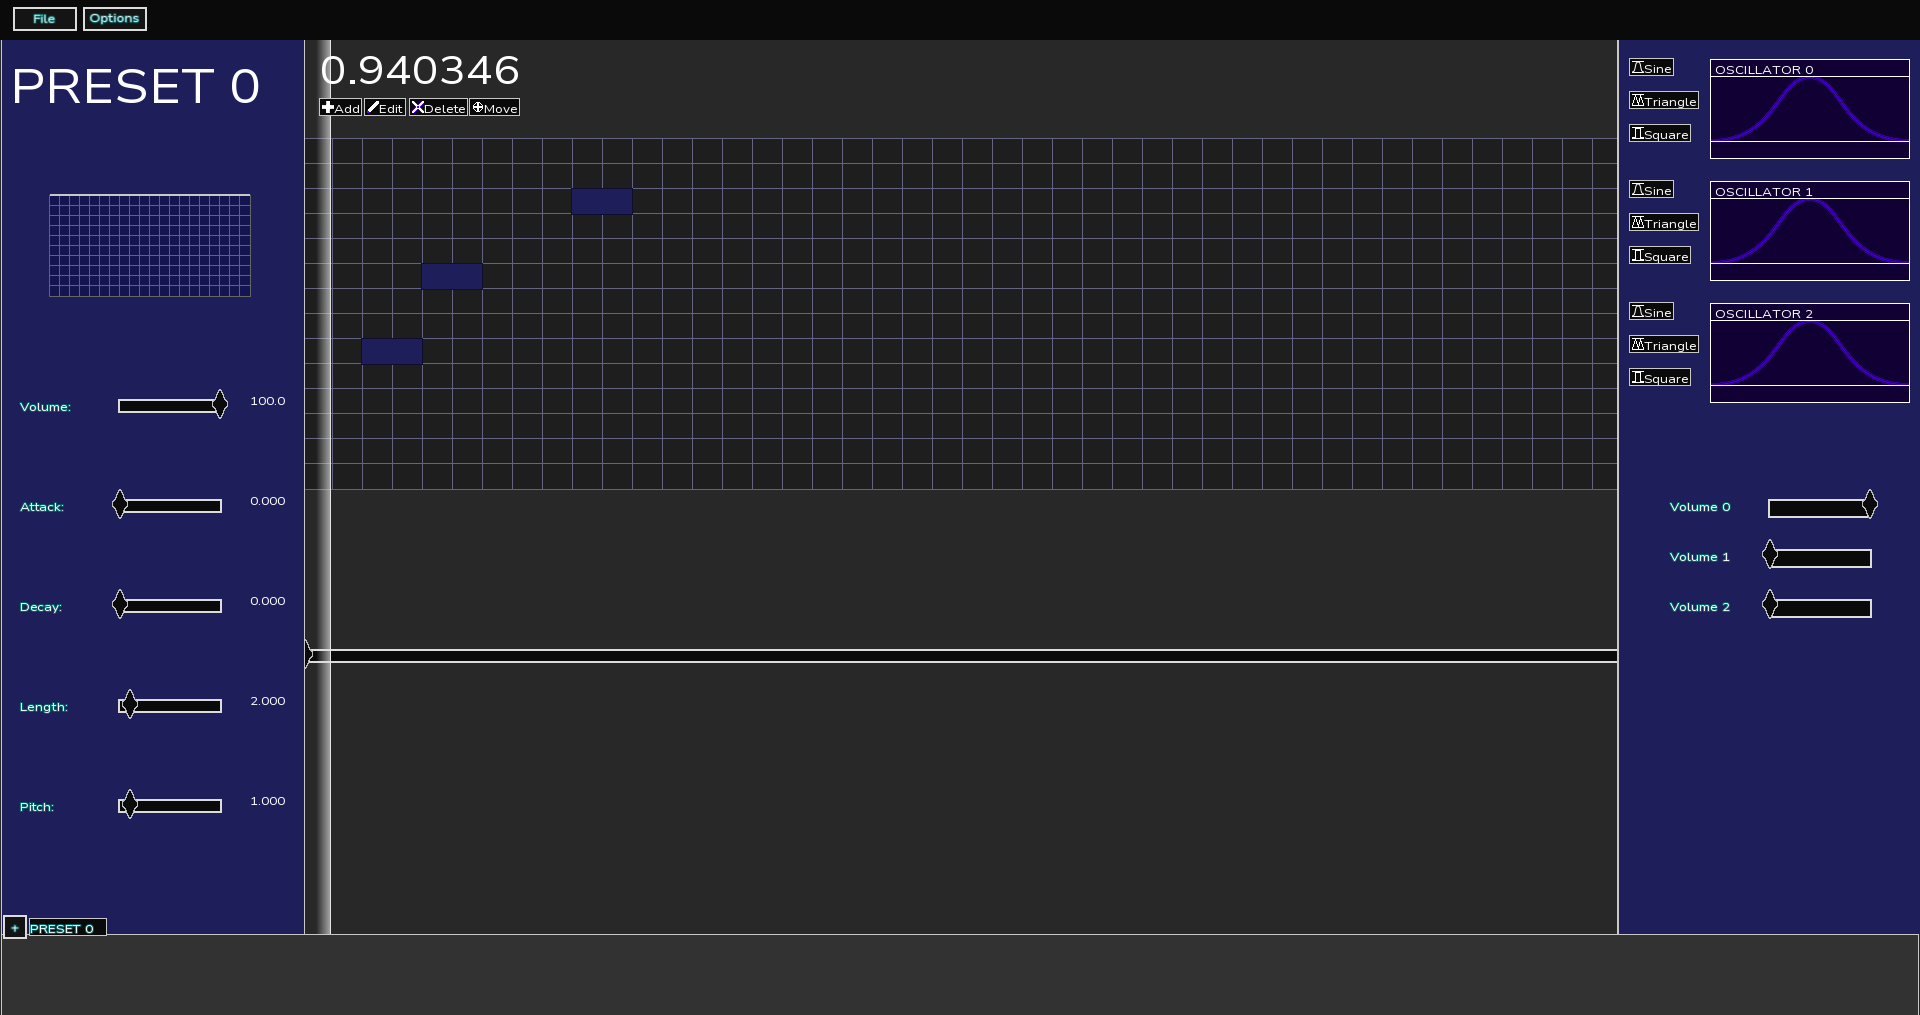 File
Options
PRESET 0
Volume:
100.0
Attack:
0.000
Decay:
0.000
Length:
2.000
Pitch:
1.000
+
PRESET 0
0.940346
Add
Edit
Delete
Move
Sine
Triangle
Square
OSCILLATOR 0
Sine
Triangle
Square
OSCILLATOR 1
Sine
Triangle
Square
OSCILLATOR 2
Volume 0
Volume 1
Volume 2